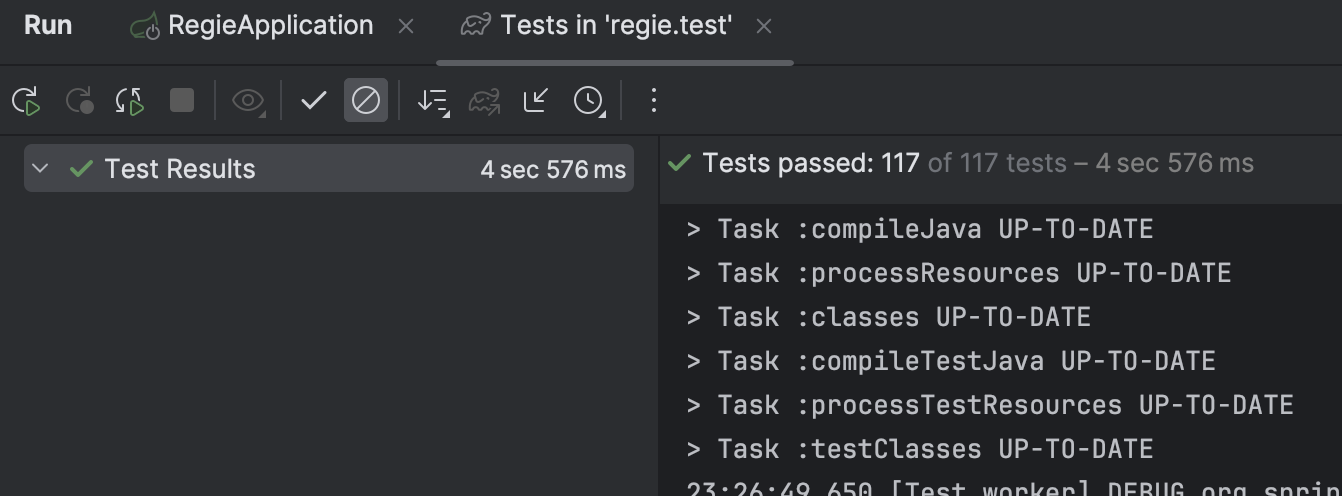 Run RegieApplication Tests in 'regie.test'
Test Results 4 sec 576 ms
Tests passed: 117 of 117 tests – 4 sec 576 ms
> Task :compileJava UP-TO-DATE
> Task :processResources UP-TO-DATE
> Task :classes UP-TO-DATE
> Task :compileTestJava UP-TO-DATE
> Task :processTestResources UP-TO-DATE
> Task :testClasses UP-TO-DATE
23:26:49.650 [Test worker] DEBUG org.sprin